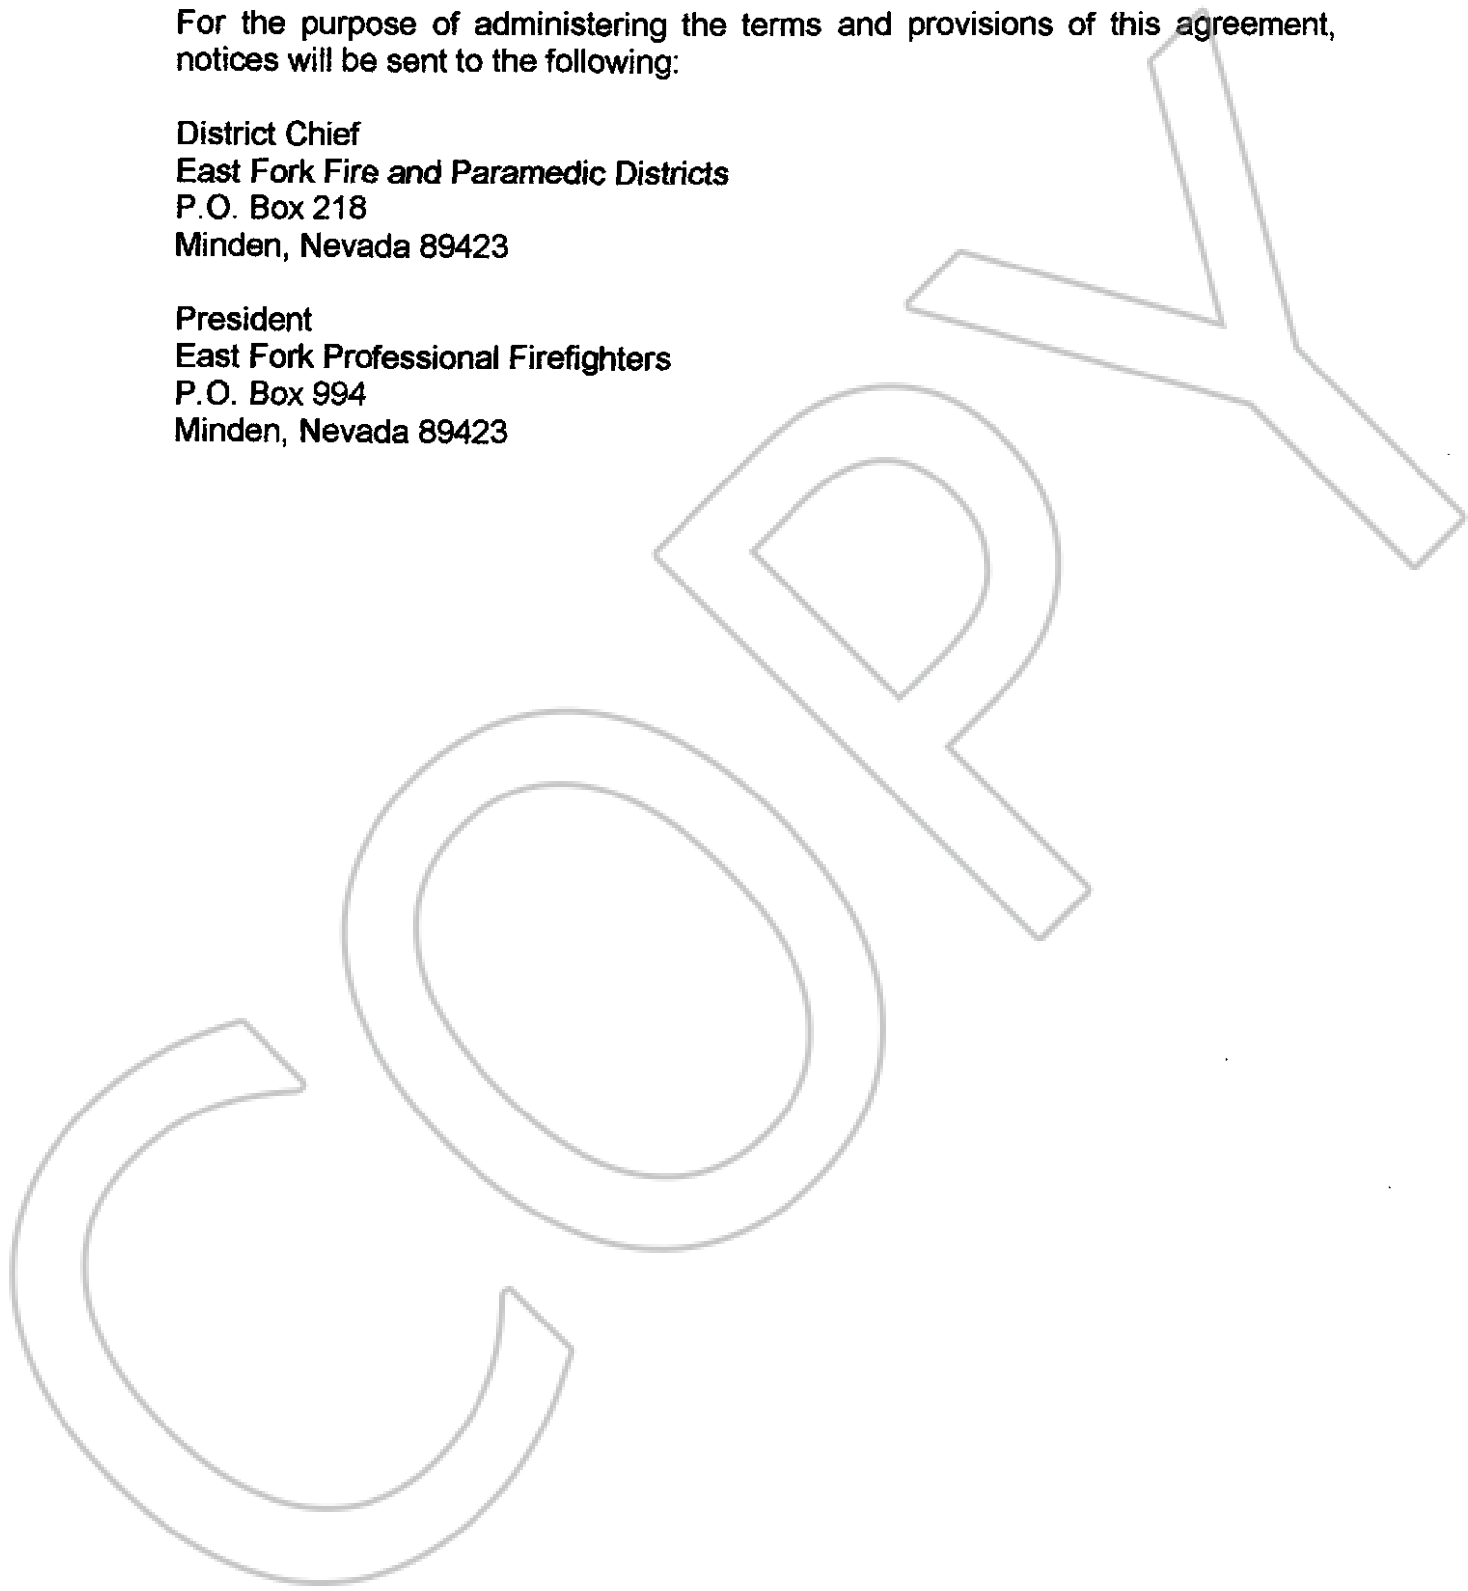 For the purpose of administering the terms and provisions of this agreement,
notices will be sent to the following:
District Chief
East Fork Fire and Paramedic Districts
P.O. Box 218
Minden, Nevada 89423
President
East Fork Professional Firefighters
P.O. Box 994
Minden, Nevada 89423
COPY